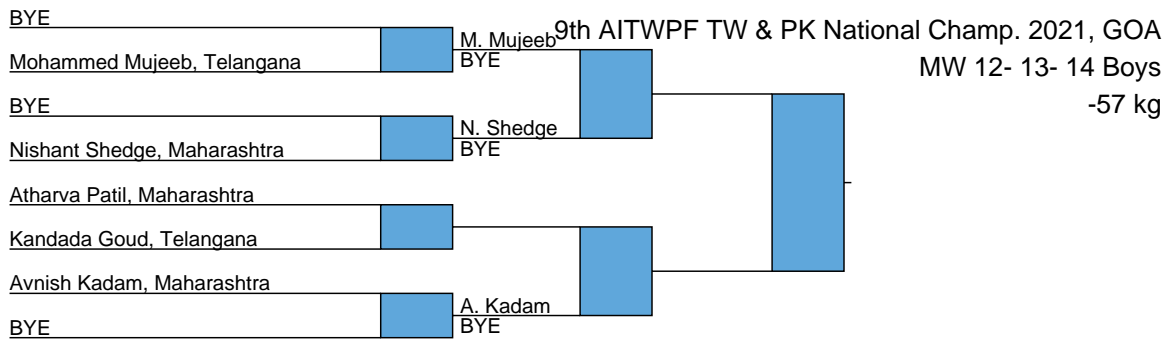 BYE
9th AITWPF TW & PK National Champ. 2021, GOA
MW 12- 13- 14 Boys
-57 kg
Mohammed Mujeeb, Telangana
M. Mujeeb
BYE
BYE
Nishant Shedge, Maharashtra
N. Shedge
BYE
Atharva Patil, Maharashtra
Kandada Goud, Telangana
Avnish Kadam, Maharashtra
BYE
A. Kadam
BYE